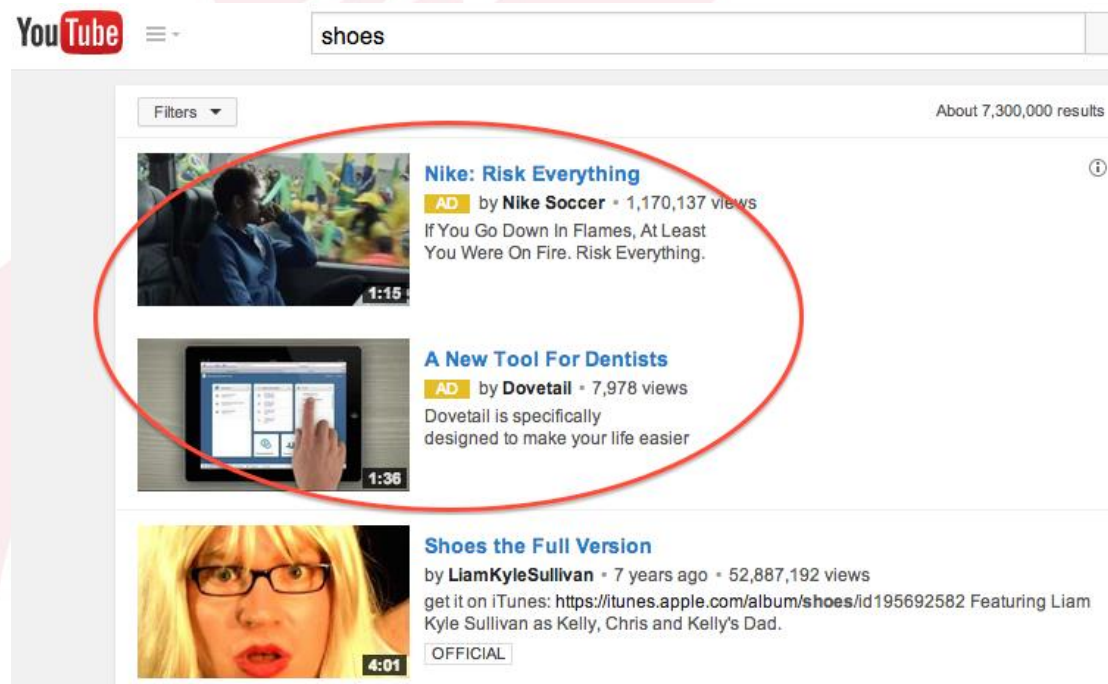 YouTube
shoes
Filters
About 7,300,000 results
Nike: Risk Everything
AD by Nike Soccer • 1,170,137 views
If You Go Down In Flames, At Least
You Were On Fire. Risk Everything.
1:15
A New Tool For Dentists
AD by Dovetail • 7,978 views
Dovetail is specifically
designed to make your life easier
1:36
Shoes the Full Version
by LiamKyleSullivan • 7 years ago • 52,887,192 views
get it on iTunes: https://itunes.apple.com/album/shoes/id195692582 Featuring Liam
Kyle Sullivan as Kelly, Chris and Kelly's Dad.
OFFICIAL
4:01